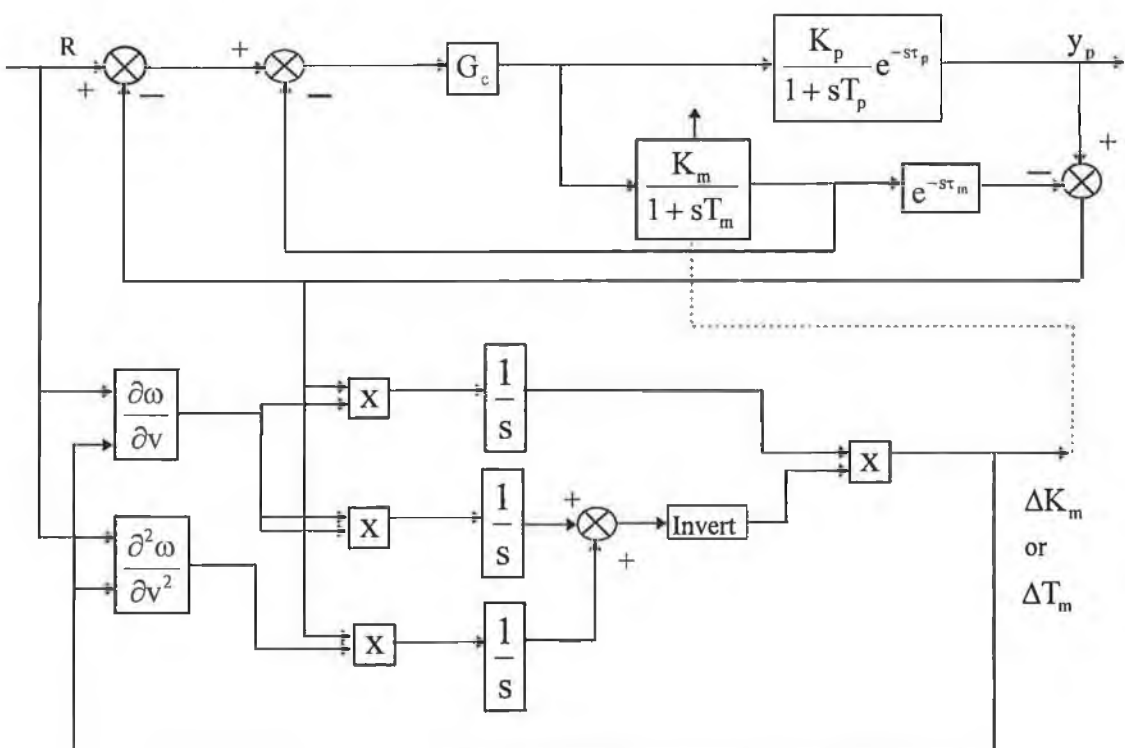 R + − + − G_c K_p / (1 + sT_p) e^{-sτ_p} y_p
K_m / (1 + sT_m) e^{-sτ_m} − +
∂ω/∂v X 1/s X
X 1/s + + Invert
∂²ω/∂v² X 1/s
ΔK_m
or
ΔT_m